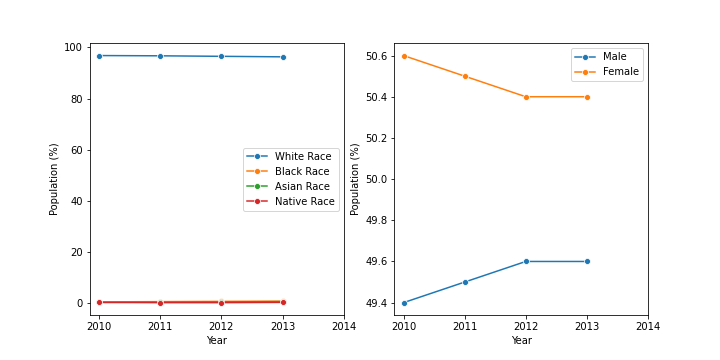 100
80
60
40
20
0
Population (%)
White Race
Black Race
Asian Race
Native Race
2010 2011 2012 2013 2014
Year
50.6
50.4
50.2
50.0
49.8
49.6
49.4
Population (%)
Male
Female
2010 2011 2012 2013 2014
Year